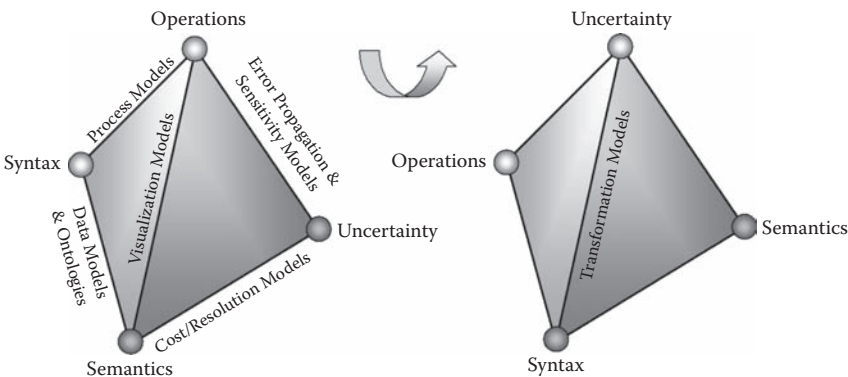 Operations
Process Models
Visualization Models
Error Propagation &
Sensitivity Models
Syntax
Data Models
& Ontologies
Uncertainty
Cost/Resolution Models
Semantics
Uncertainty
Operations
Transformation Models
Semantics
Syntax